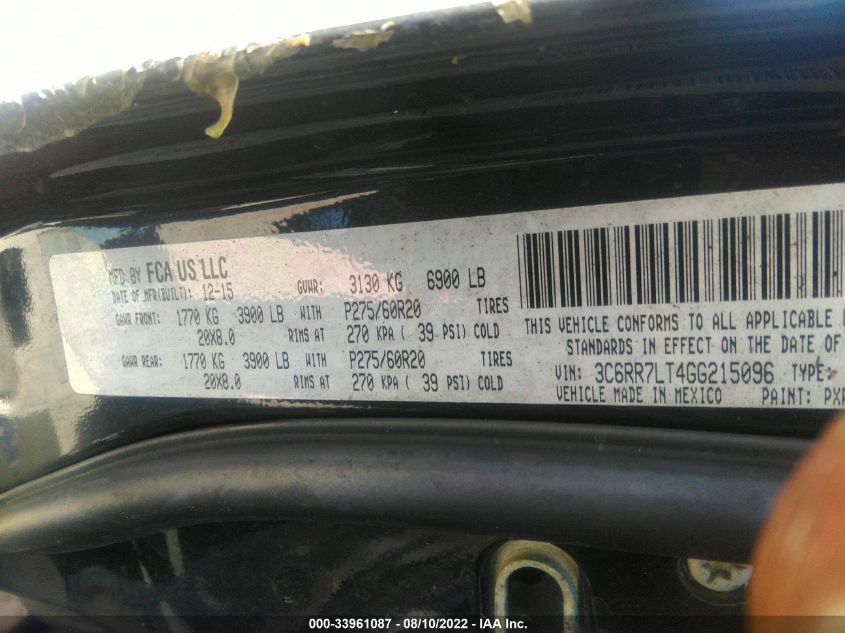 MFD BY FCA US LLC
DATE OF MFR(BUILT): 12-15 GVWR: 3130 KG 6900 LB
GAWR FRONT: 1770 KG 3900 LB WITH P275/60R20 TIRES
20X8.0 RIMS AT 270 KPA ( 39 PSI) COLD
GAWR REAR: 1770 KG 3900 LB WITH P275/60R20 TIRES
20X8.0 RIMS AT 270 KPA ( 39 PSI) COLD
THIS VEHICLE CONFORMS TO ALL APPLICABLE
STANDARDS IN EFFECT ON THE DATE OF
VIN: 3C6RR7LT4GG215096 TYPE:
VEHICLE MADE IN MEXICO PAINT: PX
000-33961087 - 08/10/2022 - IAA Inc.